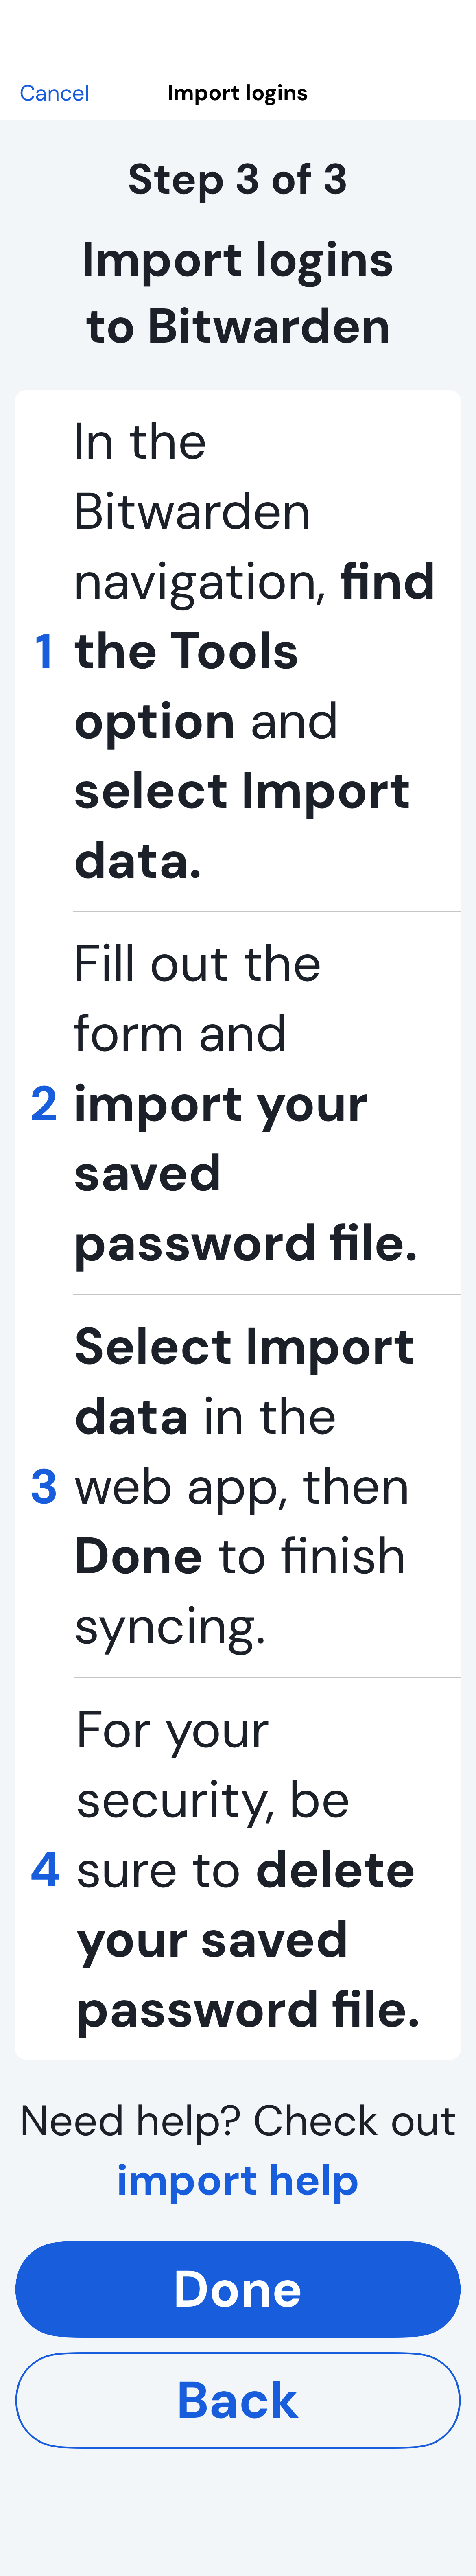 Cancel
Import logins
Step 3 of 3
Import logins
to Bitwarden
In the
Bitwarden
navigation, find
1 the Tools
option and
select Import
data.
Fill out the
form and
2 import your
saved
password file.
Select Import
data in the
3 web app, then
Done to finish
syncing.
For your
security, be
4 sure to delete
your saved
password file.
Need help? Check out
import help
Done
Back